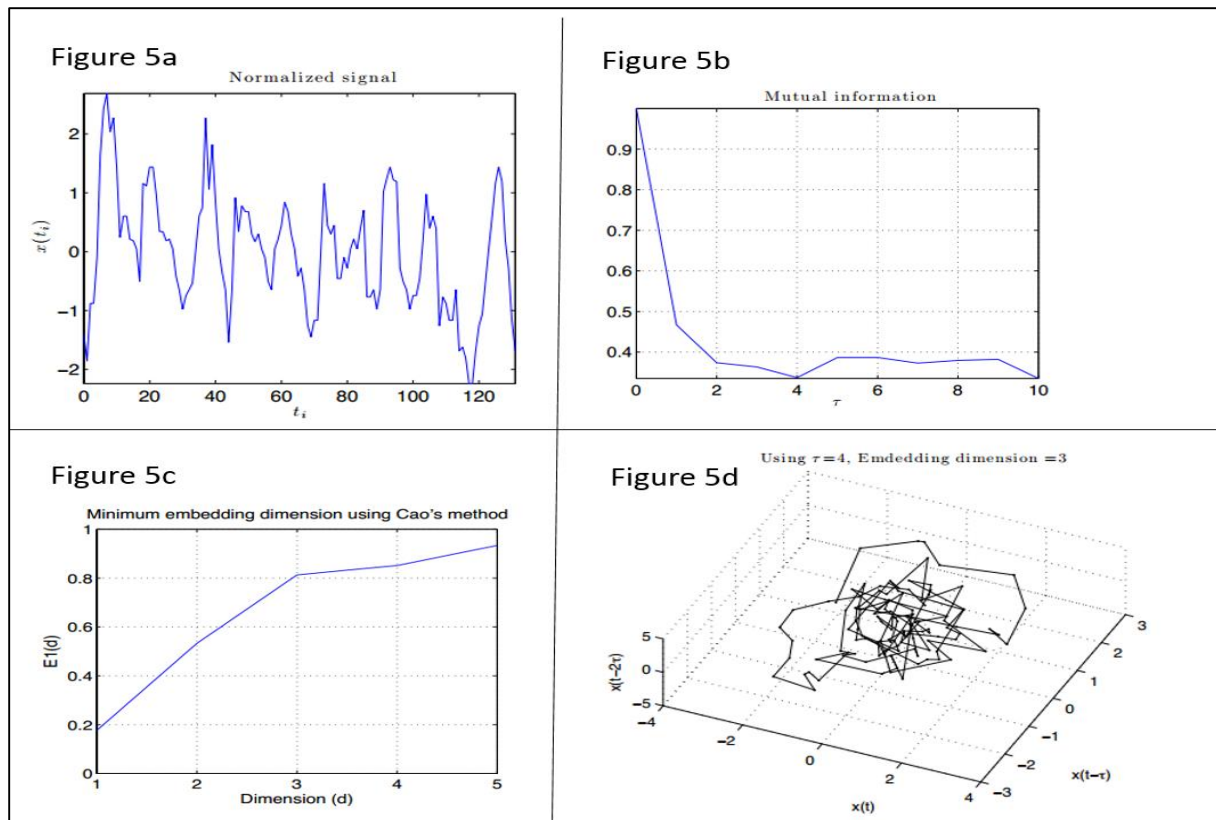 Figure 5a
Normalized signal
2
1
0
−1
−2
x(t_i)
0 20 40 60 80 100 120
t_i
Figure 5b
Mutual information
0.9
0.8
0.7
0.6
0.5
0.4
0 2 4 6 8 10
τ
Figure 5c
Minimum embedding dimension using Cao's method
1
0.8
0.6
0.4
0.2
0
E1(d)
1 2 3 4 5
Dimension (d)
Figure 5d
Using τ=4, Emdedding dimension =3
5
0
−5
x(t−2τ)
−4 −2 0 2 4
x(t)
−3 −2 −1 0 1 2 3
x(t−τ)